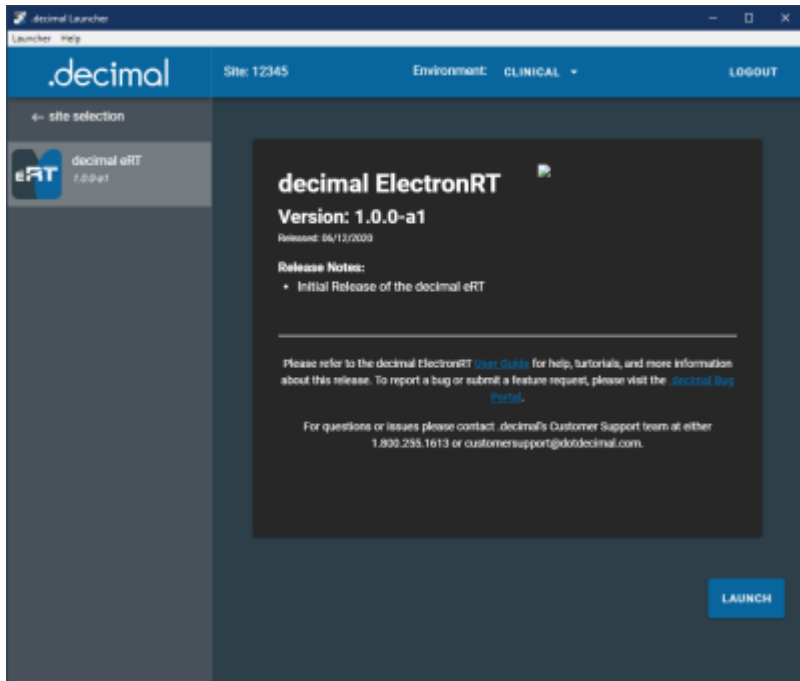 .decimal Launcher
Launcher Help
.decimal
Site: 12345
Environment: CLINICAL
LOGOUT
← site selection
eRT
decimal eRT
1.0.0-a1
decimal ElectronRT
Version: 1.0.0-a1
Released: 06/12/2020
Release Notes:
• Initial Release of the decimal eRT
Please refer to the decimal ElectronRT User Guide for help, turtorials, and more information
about this release. To report a bug or submit a feature request, please visit the .decimal Bug
Portal.
For questions or issues please contact .decimal's Customer Support team at either
1.800.255.1613 or customersupport@dotdecimal.com.
LAUNCH